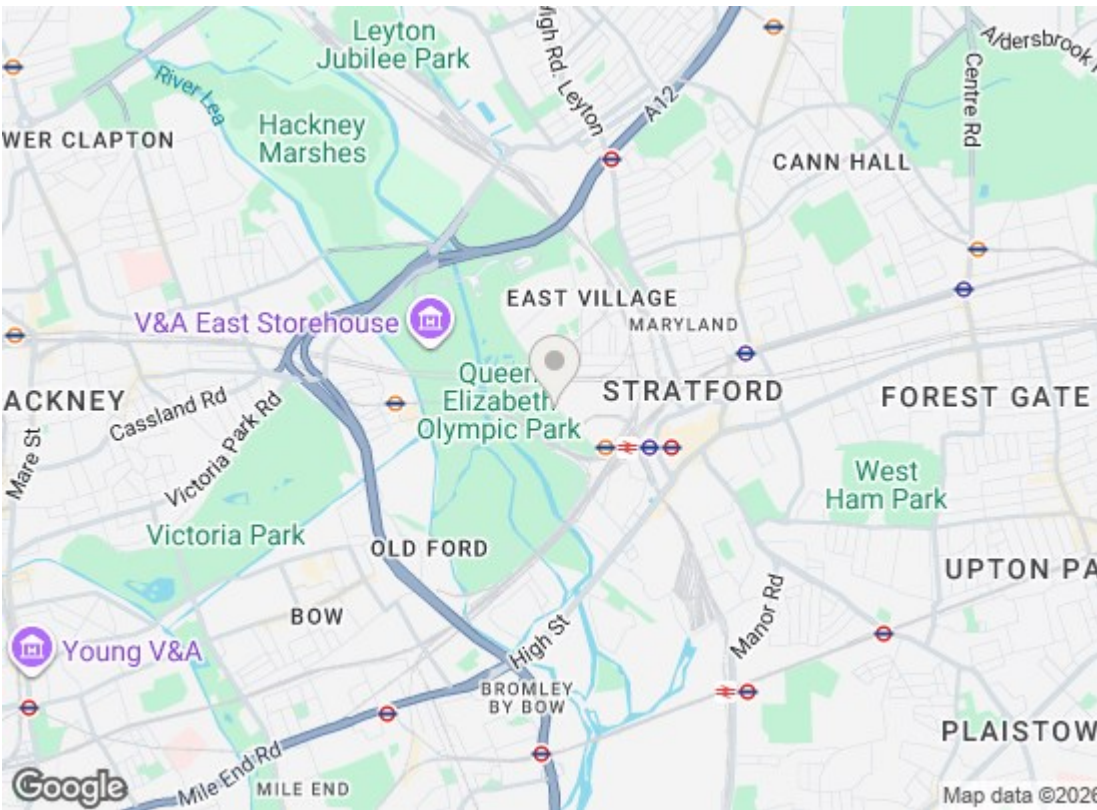 Leyton
Jubilee Park
High Rd. Leyton
A12
Aldersbrook
Centre Rd
River Lea
WER CLAPTON
Hackney
Marshes
CANN HALL
EAST VILLAGE
V&A East Storehouse
MARYLAND
Queen
Elizabeth
Olympic Park
STRATFORD
FOREST GATE
ACKNEY
Cassland Rd
Victoria Park Rd
Mare St
West
Ham Park
Victoria Park
OLD FORD
UPTON PA
BOW
High St
Manor Rd
Young V&A
BROMLEY
BY BOW
PLAISTOW
Mile End Rd
MILE END
Google
Map data ©2026